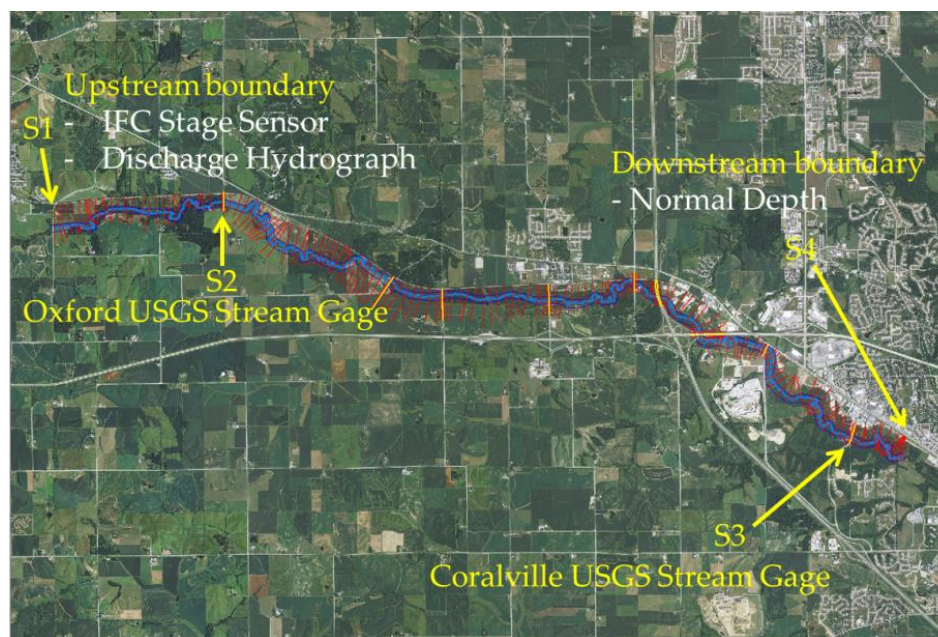 Upstream boundary
S1
- IFC Stage Sensor
- Discharge Hydrograph
Downstream boundary
- Normal Depth
S4
S2
Oxford USGS Stream Gage
S3
Coralville USGS Stream Gage